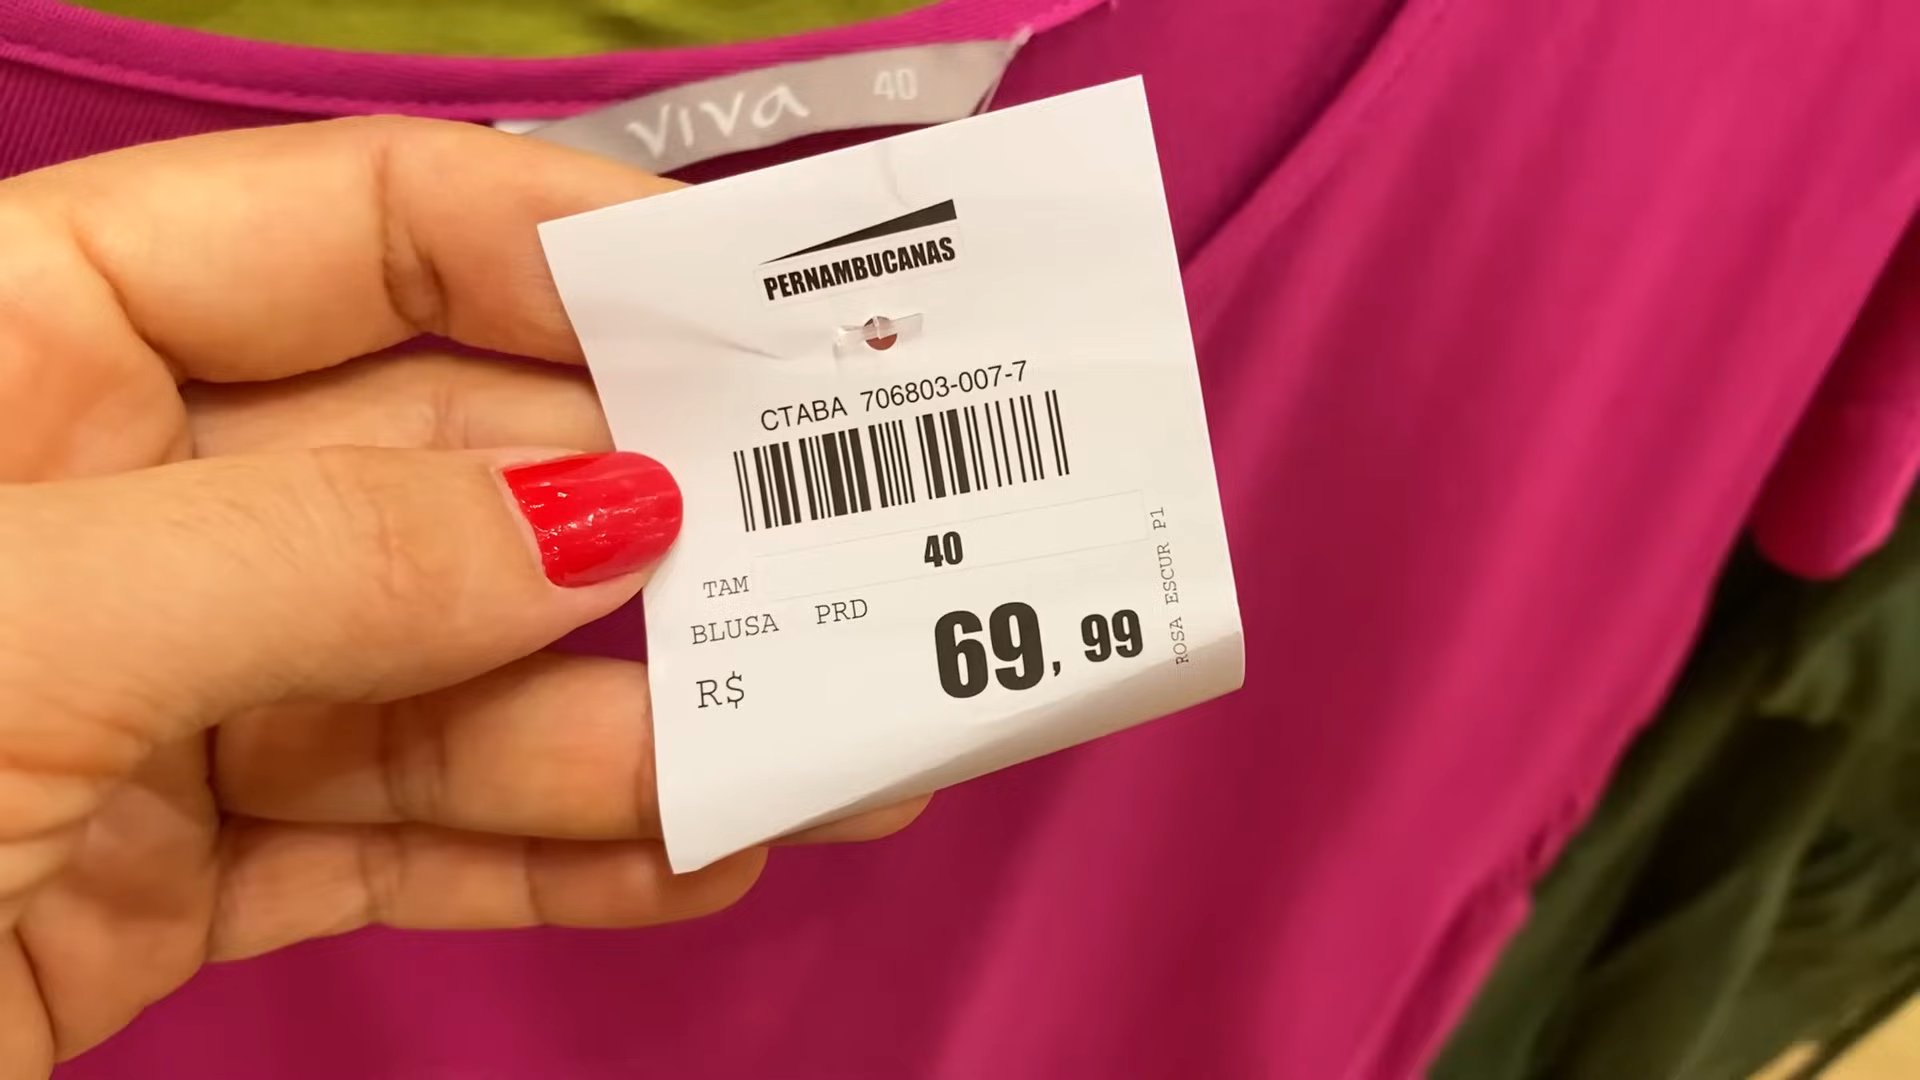 viva 40
PERNAMBUCANAS
CTABA 706803-007-7
40
TAM
BLUSA PRD
R$ 69,99
ROSA ESCUR P1